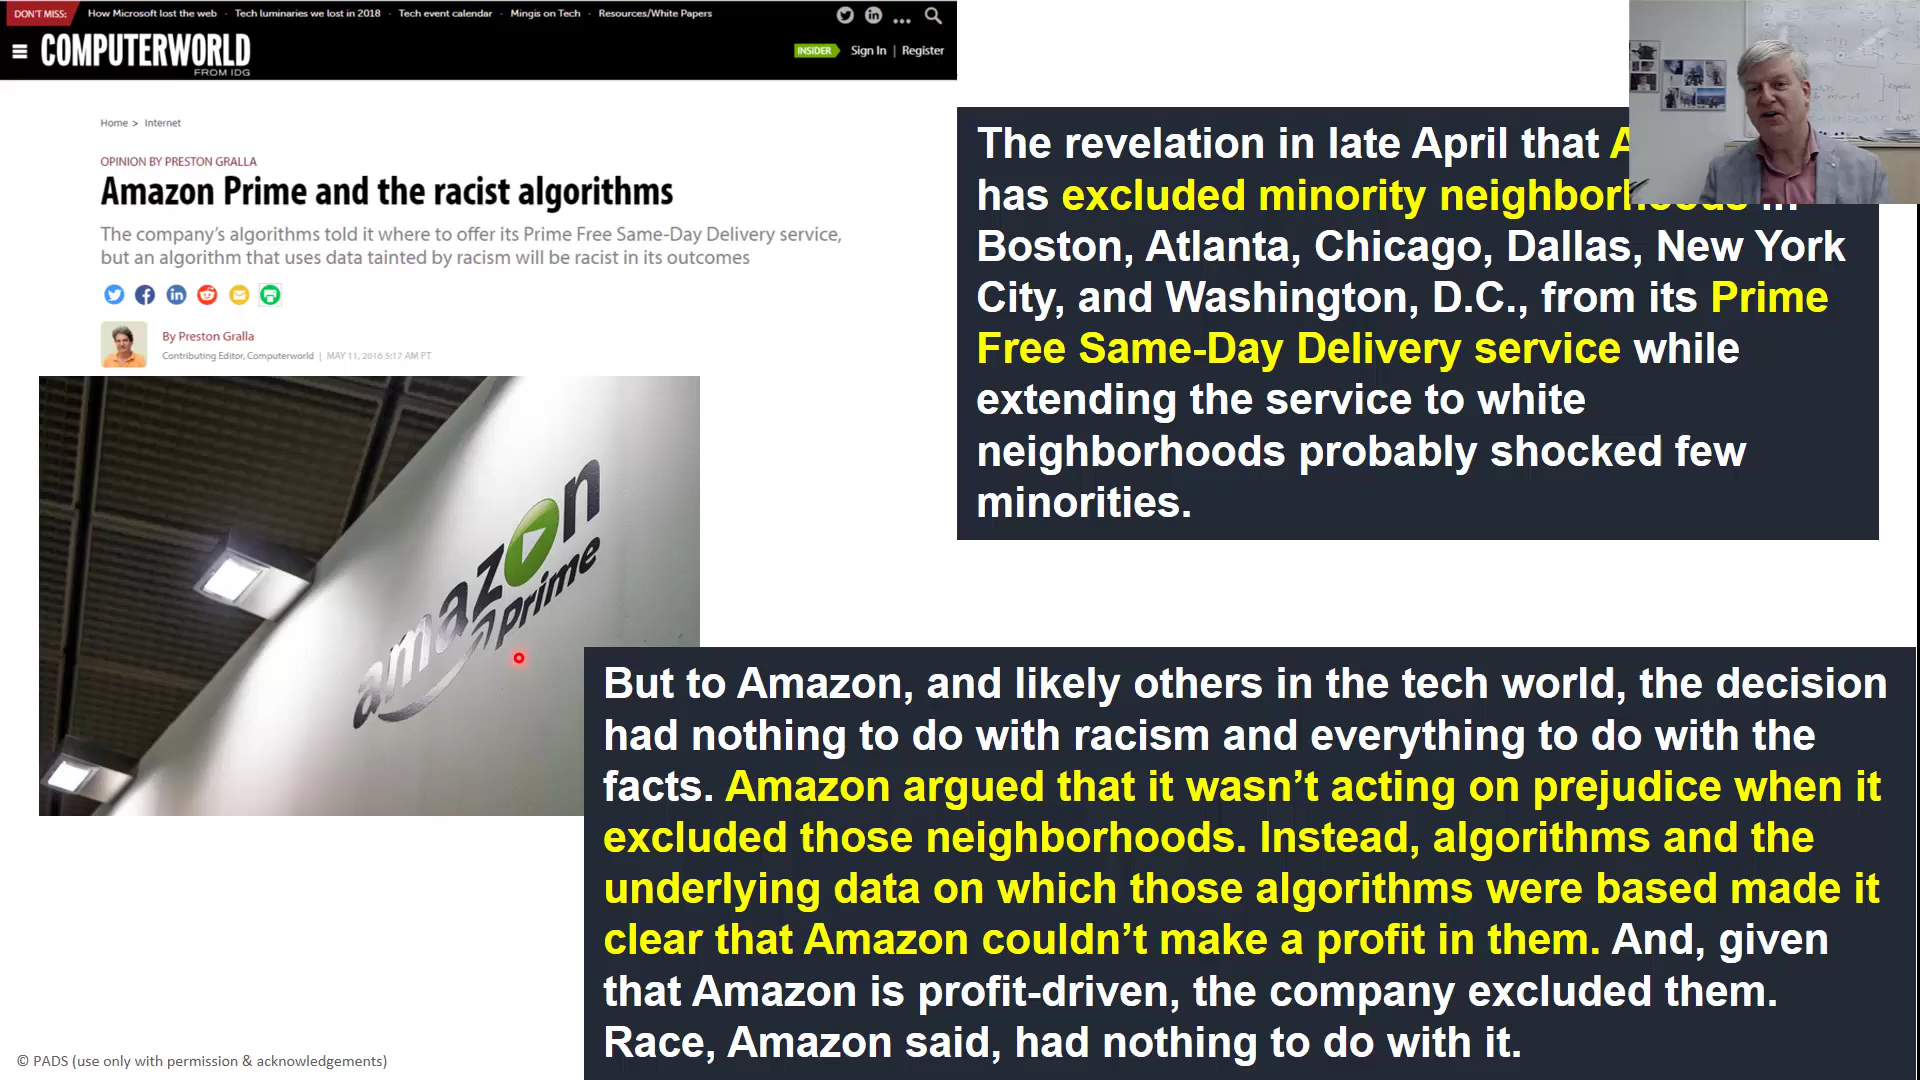 DON'T MISS: How Microsoft lost the web · Tech luminaries we lost in 2018 · Tech event calendar · Mingis on Tech · Resources/White Papers
COMPUTERWORLD
FROM IDG
INSIDER Sign In | Register
Home > Internet
OPINION BY PRESTON GRALLA
Amazon Prime and the racist algorithms
The company's algorithms told it where to offer its Prime Free Same-Day Delivery service,
but an algorithm that uses data tainted by racism will be racist in its outcomes
By Preston Gralla
Contributing Editor, Computerworld | MAY 11, 2016 5:17 AM PT
amazon
Prime
The revelation in late April that
has excluded minority neighborhoods in
Boston, Atlanta, Chicago, Dallas, New York
City, and Washington, D.C., from its Prime
Free Same-Day Delivery service while
extending the service to white
neighborhoods probably shocked few
minorities.
But to Amazon, and likely others in the tech world, the decision
had nothing to do with racism and everything to do with the
facts. Amazon argued that it wasn't acting on prejudice when it
excluded those neighborhoods. Instead, algorithms and the
underlying data on which those algorithms were based made it
clear that Amazon couldn't make a profit in them. And, given
that Amazon is profit-driven, the company excluded them.
Race, Amazon said, had nothing to do with it.
© PADS (use only with permission & acknowledgements)